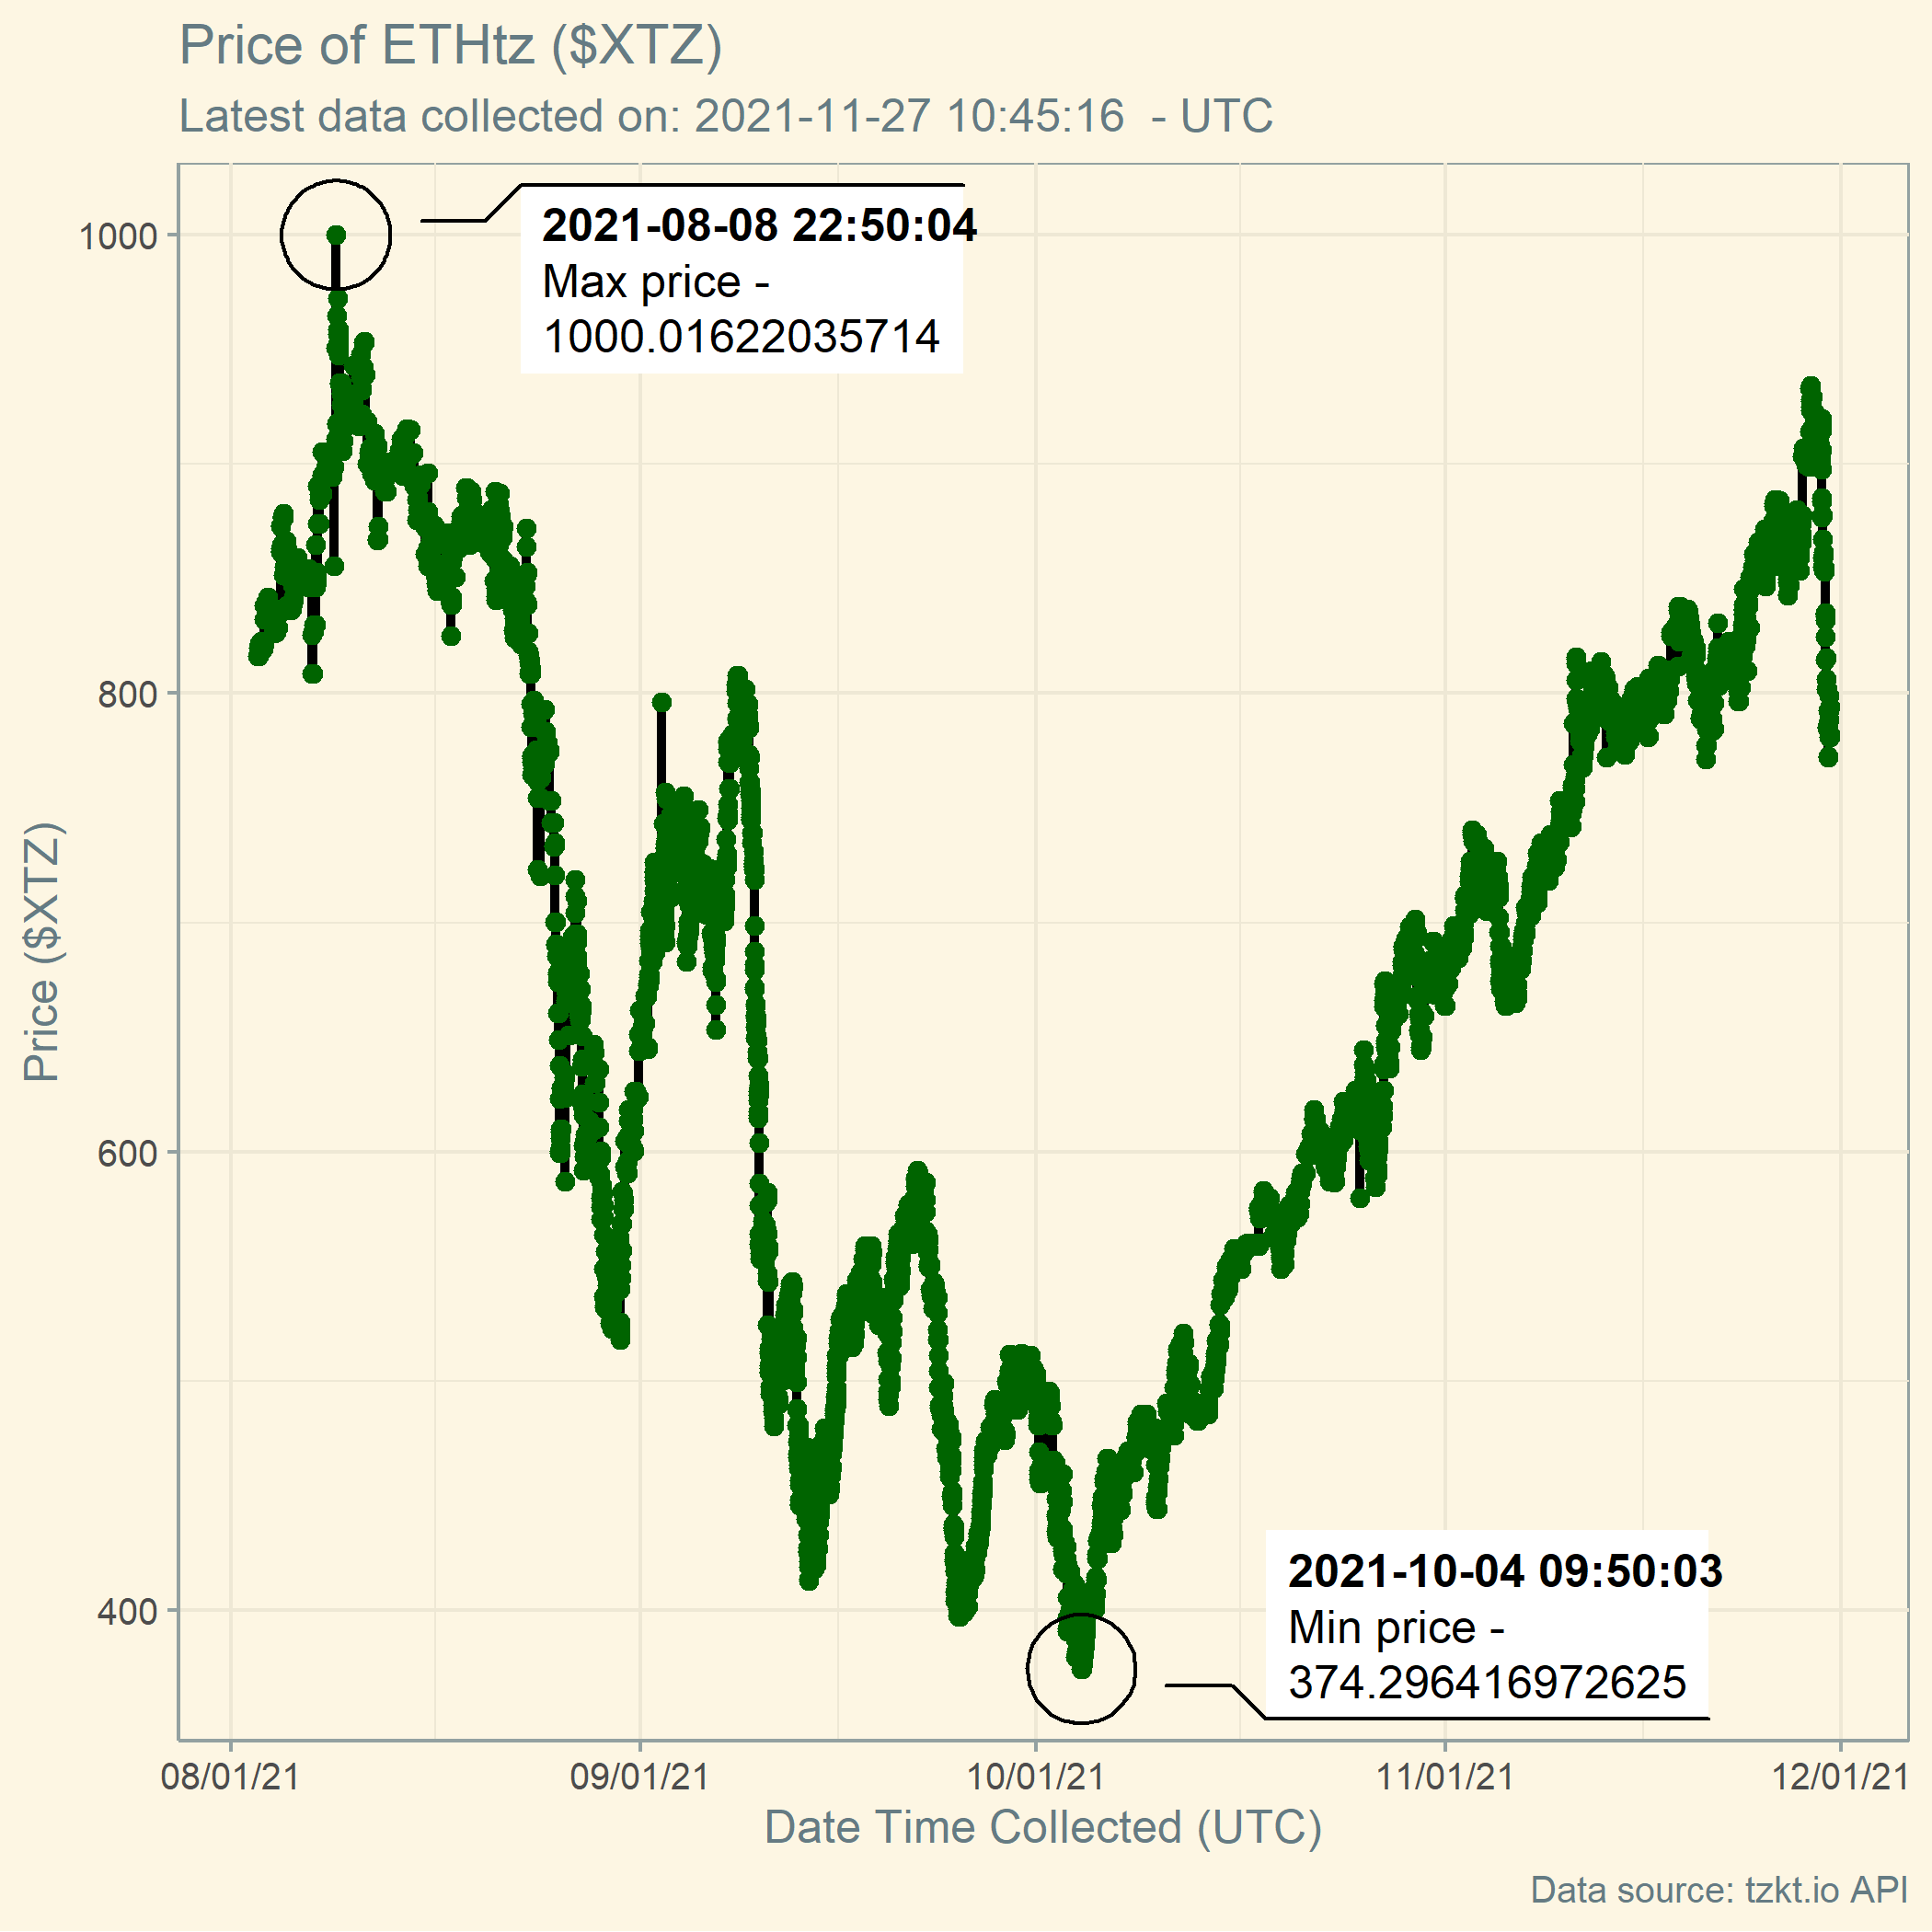 Price of ETHtz ($XTZ)
Latest data collected on: 2021-11-27 10:45:16  - UTC
2021-08-08 22:50:04
Max price -
1000.01622035714
1000
800
600
400
Price ($XTZ)
2021-10-04 09:50:03
Min price -
374.296416972625
08/01/21
09/01/21
10/01/21
11/01/21
12/01/21
Date Time Collected (UTC)
Data source: tzkt.io API